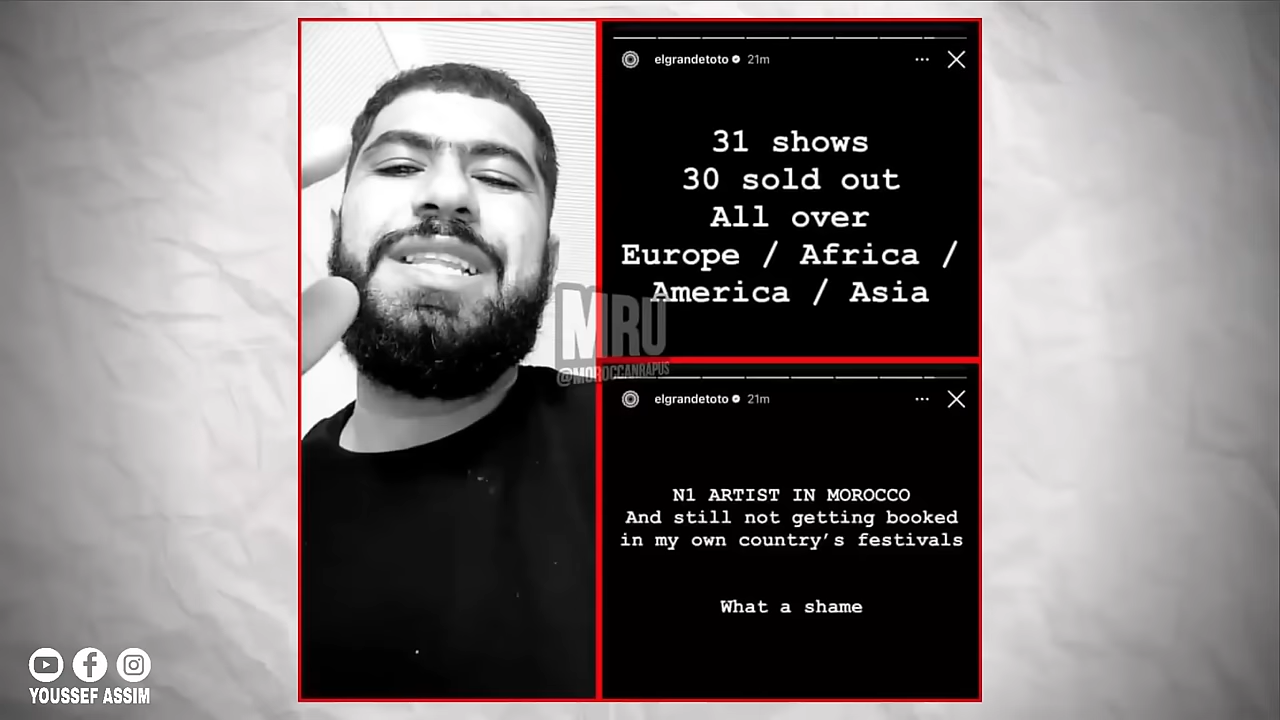 elgrandetoto 21m
31 shows
30 sold out
All over
Europe / Africa /
America / Asia
MRU
@MOROCCANRAPUS
elgrandetoto 21m
N1 ARTIST IN MOROCCO
And still not getting booked
in my own country’s festivals
What a shame
YOUSSEF ASSIM